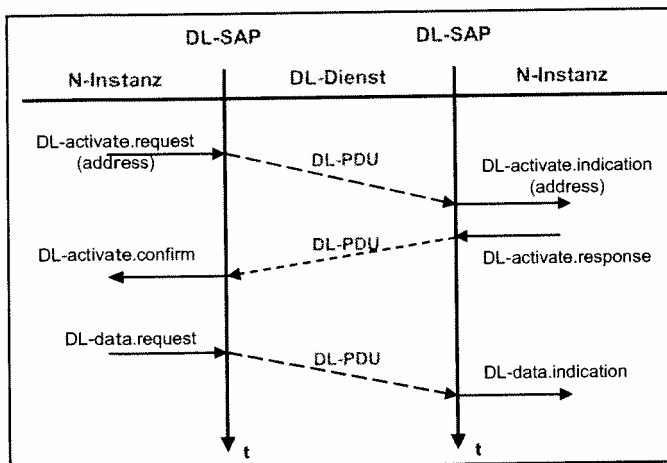 DL-SAP DL-SAP
N-Instanz DL-Dienst N-Instanz
DL-activate.request
(address)
DL-PDU
DL-activate.indication
(address)
DL-PDU
DL-activate.confirm
DL-activate.response
DL-data.request
DL-PDU
DL-data.indication
t t